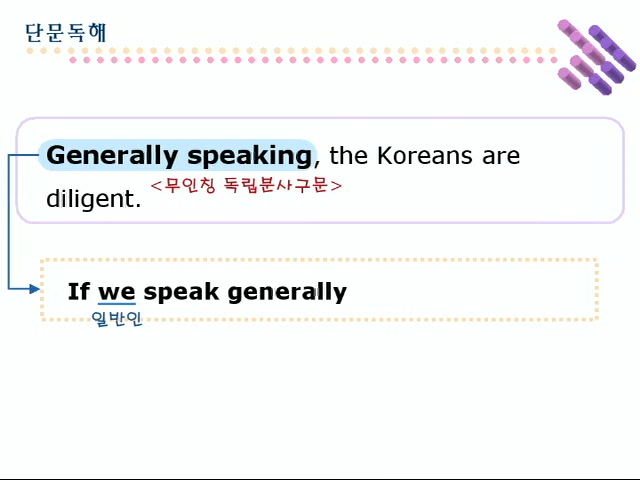 단문독해
Generally speaking, the Koreans are
diligent. <무인칭 독립분사구문>
If we speak generally
일반인